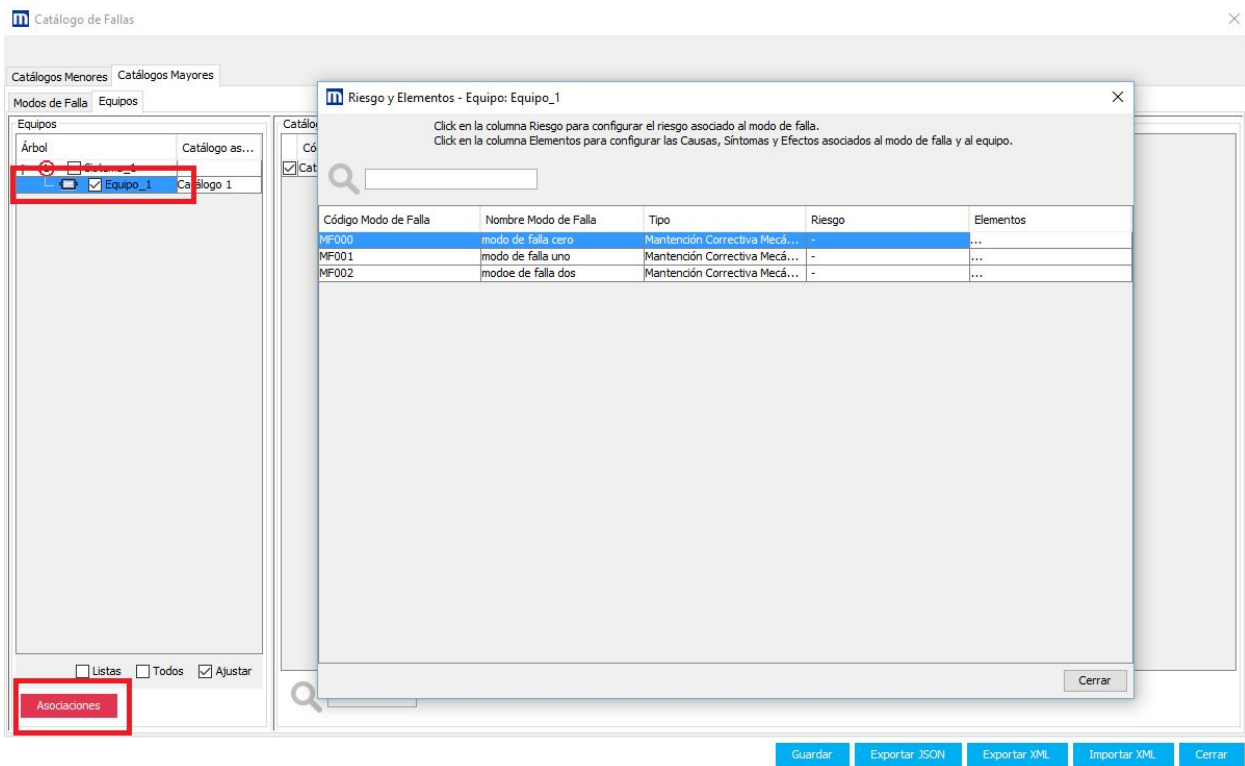 Catálogo de Fallas
Catálogos Menores Catálogos Mayores
Modos de Falla Equipos
Equipos
Árbol Catálogo as...
Sistema_1
Equipo_1 Catálogo 1
Riesgo y Elementos - Equipo: Equipo_1
Click en la columna Riesgo para configurar el riesgo asociado al modo de falla.
Click en la columna Elementos para configurar las Causas, Síntomas y Efectos asociados al modo de falla y al equipo.
Código Modo de Falla Nombre Modo de Falla Tipo Riesgo Elementos
MF000 modo de falla cero Mantención Correctiva Mecá... - ...
MF001 modo de falla uno Mantención Correctiva Mecá... - ...
MF002 modoe de falla dos Mantención Correctiva Mecá... - ...
Cerrar
Listas Todos Ajustar
Asociaciones
Guardar Exportar JSON Exportar XML Importar XML Cerrar